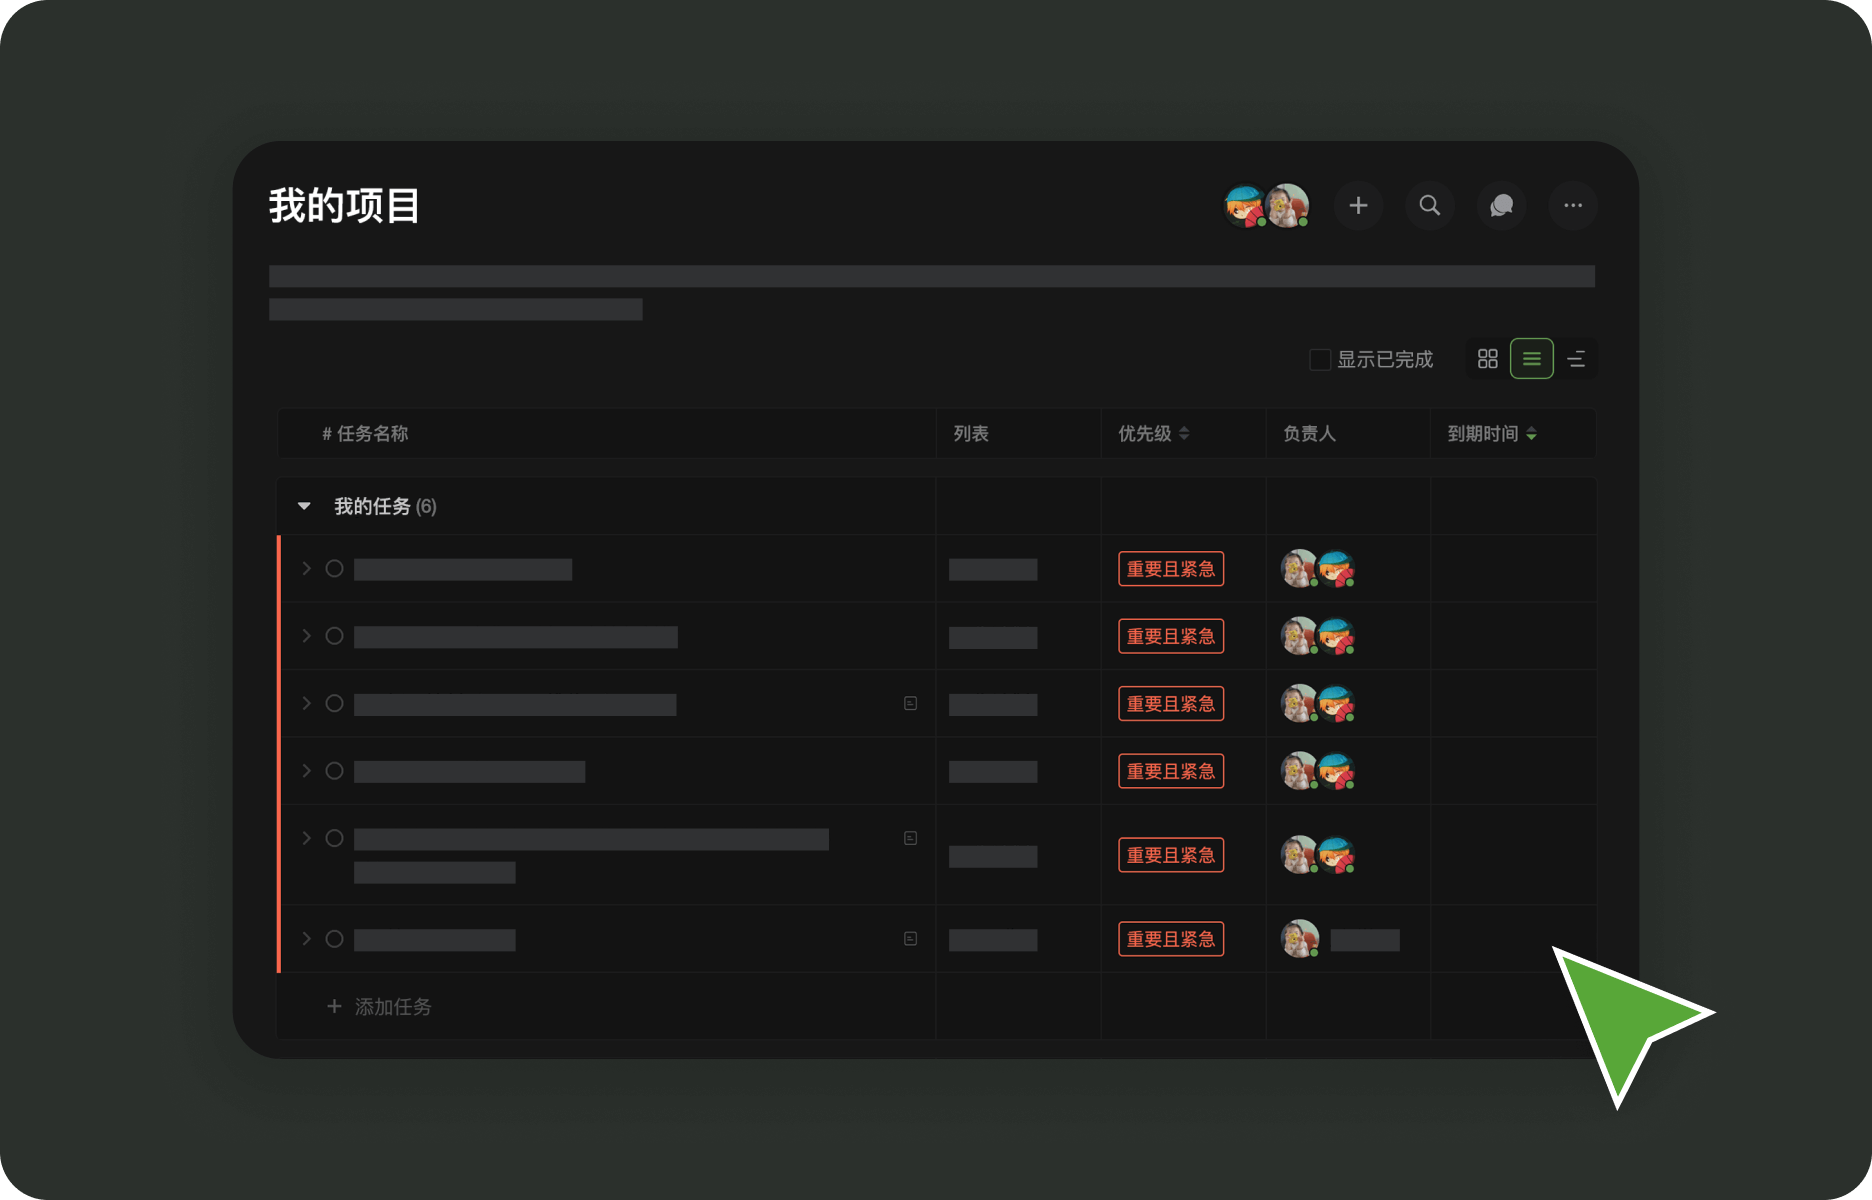 我的项目
显示已完成
# 任务名称 列表 优先级 负责人 到期时间
我的任务 (6)
重要且紧急
重要且紧急
重要且紧急
重要且紧急
重要且紧急
重要且紧急
+ 添加任务